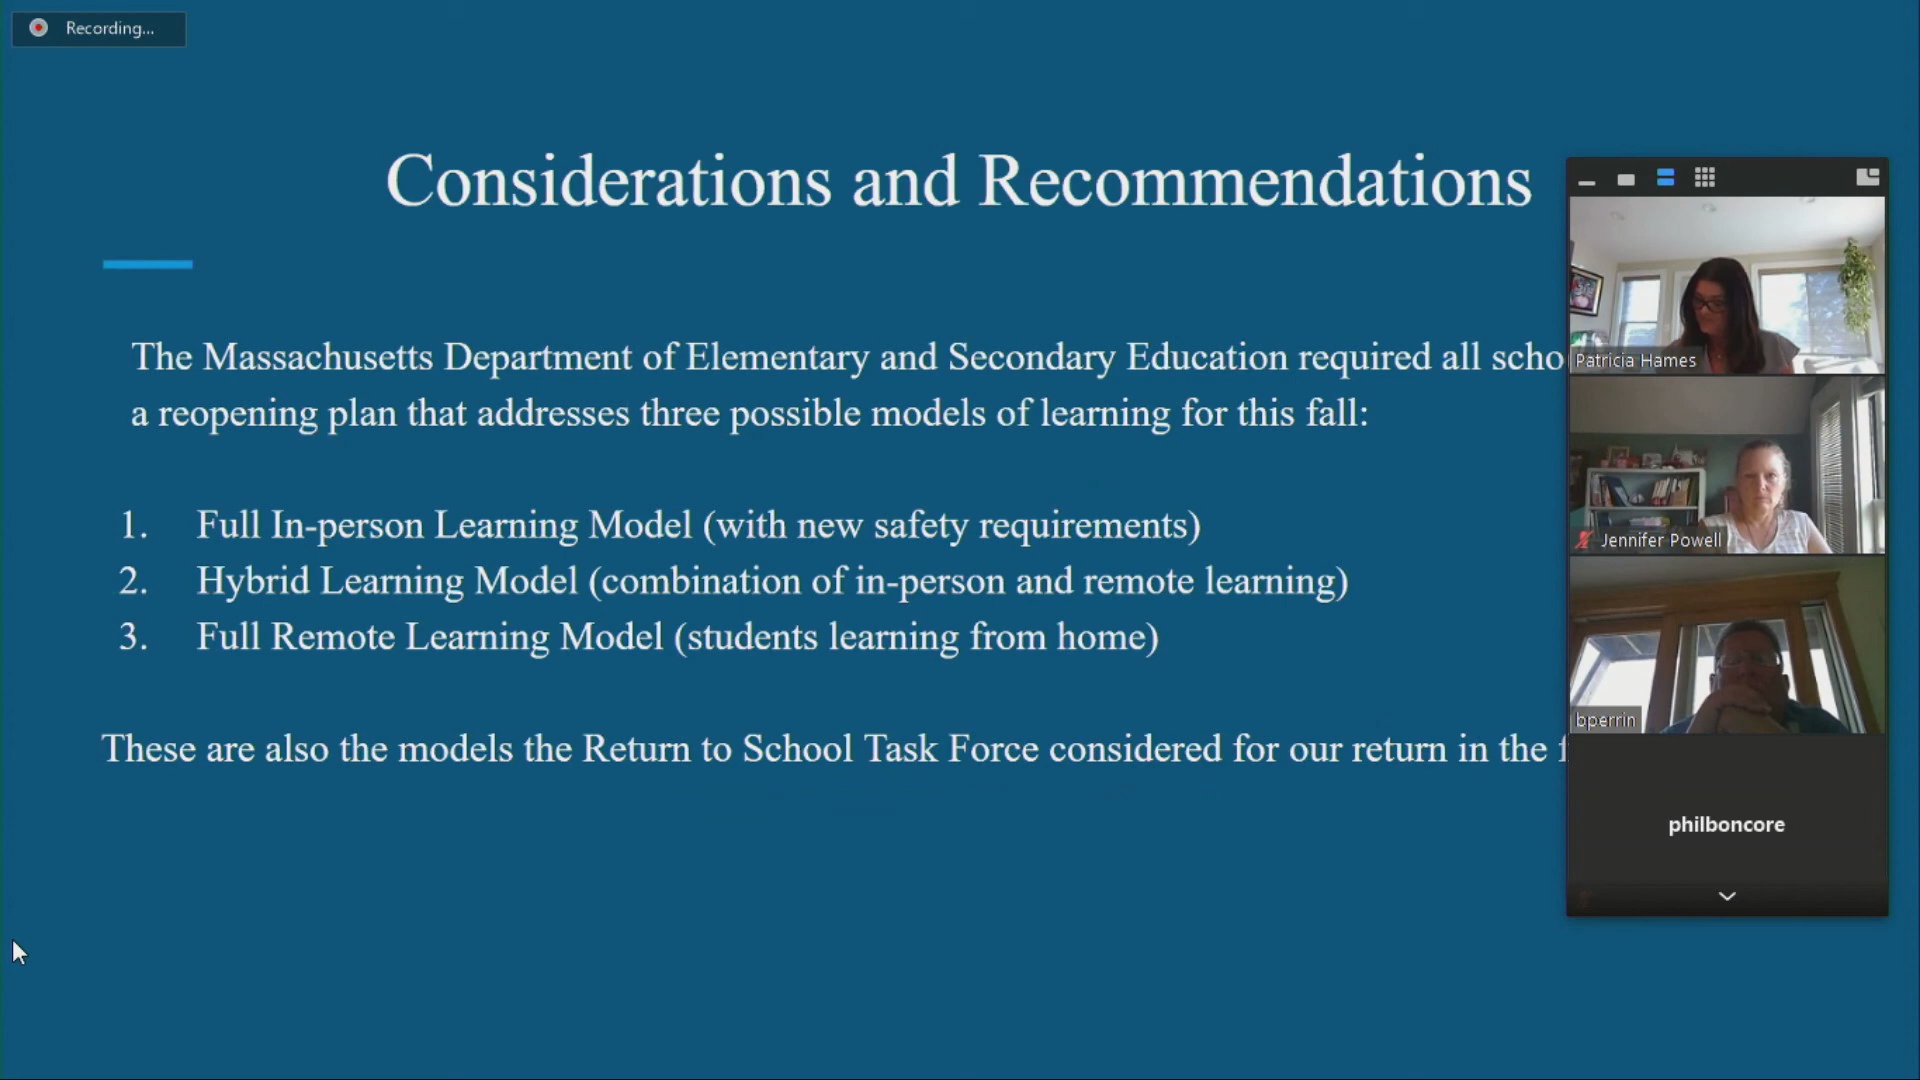 Recording...
Considerations and Recommendations
The Massachusetts Department of Elementary and Secondary Education required all scho
a reopening plan that addresses three possible models of learning for this fall:
1. Full In-person Learning Model (with new safety requirements)
2. Hybrid Learning Model (combination of in-person and remote learning)
3. Full Remote Learning Model (students learning from home)
These are also the models the Return to School Task Force considered for our return in the f
Patricia Hames
Jennifer Powell
bperrin
philboncore